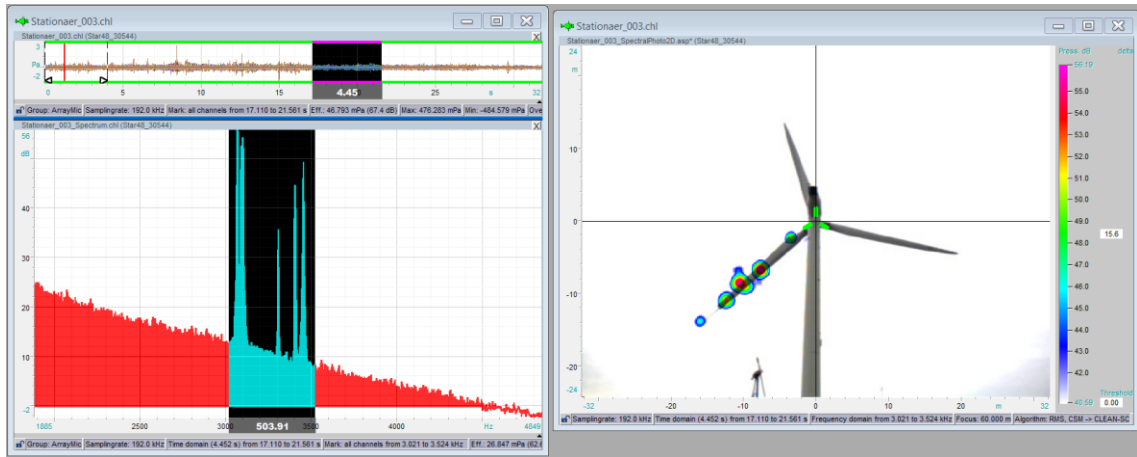 Stationaer_003.chl
Stationaer_003.chl (Star48_30544) X
3
Pa
-2
0 5 10 15 20 25 s 32
4.45
Group: ArrayMic Samplingrate: 192.0 kHz Mark: all channels from 17.110 to 21.561 s Eff.: 46.793 mPa (67,4 dB) Max: 476.283 mPa Min: -484.579 mPa Ove
Stationaer_003_Spectrum.chl (Star48_30544) X
56
dB
40
30
20
10
-2
503.91
1885 2500 3000 3500 4000 Hz 4849
Group: ArrayMic Samplingrate: 192.0 kHz Time domain (4.452 s) from 17.110 to 21.561 s Mark: all channels from 3.021 to 3.524 kHz Eff.: 26.847 mPa (62.6
Stationaer_003.chl
Stationaer_003_SpectralPhoto2D.asp* (Star48_30544)
24
m
10
0
-10
-20
-24
-32 -20 -10 0 10 20 m 32
Press dB delta
56.19
55.0
54.0
53.0
52.0
51.0
50.0
49.0
48.0
47.0
46.0
45.0
44.0
43.0
42.0
40.59
15.6
Threshold
0.00
Samplingrate: 192.0 kHz Time domain (4.452 s) from 17.110 to 21.561 s Frequency domain from 3.021 to 3.524 kHz Focus: 60.000 m Algorithm: RMS, CSM -> CLEAN-SC